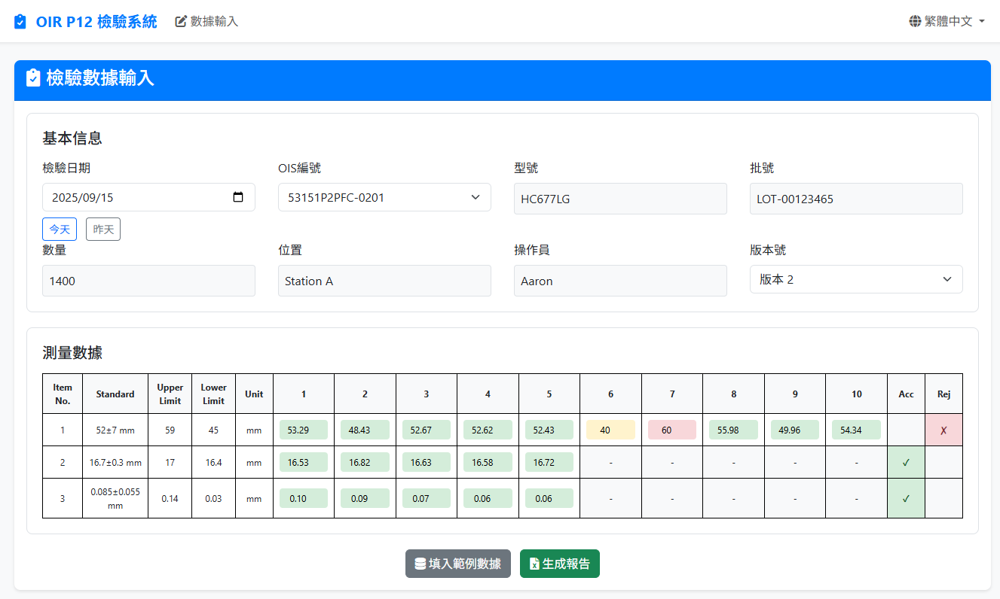 OIR P12 檢驗系統 數據輸入 繁體中文
檢驗數據輸入
基本信息
檢驗日期 OIS編號 型號 批號
2025/09/15 53151P2PFC-0201 HC677LG LOT-00123465
今天 昨天
數量 位置 操作員 版本號
1400 Station A Aaron 版本 2
測量數據
Item No. Standard Upper Limit Lower Limit Unit 1 2 3 4 5 6 7 8 9 10 Acc Rej
1 52±7 mm 59 45 mm 53.29 48.43 52.67 52.62 52.43 40 60 55.98 49.96 54.34 ✗
2 16.7±0.3 mm 17 16.4 mm 16.53 16.82 16.63 16.58 16.72 - - - - - ✓
3 0.085±0.055 mm 0.14 0.03 mm 0.10 0.09 0.07 0.06 0.06 - - - - - ✓
填入範例數據 生成報告